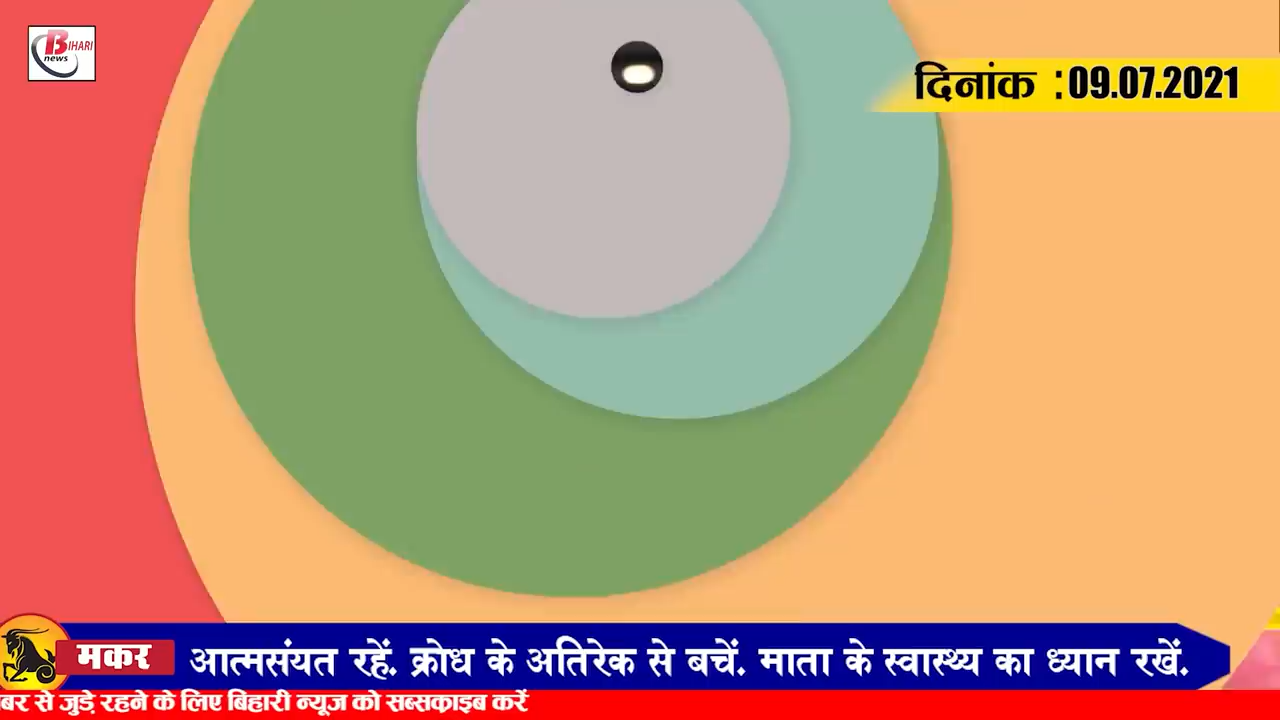 BIHARI
news
दिनांक :09.07.2021
मकर
आत्मसंयत रहें. क्रोध के अतिरेक से बचें. माता के स्वास्थ्य का ध्यान रखें.
बर से जुड़े रहने के लिए बिहारी न्यूज को सब्सक्राइब करें